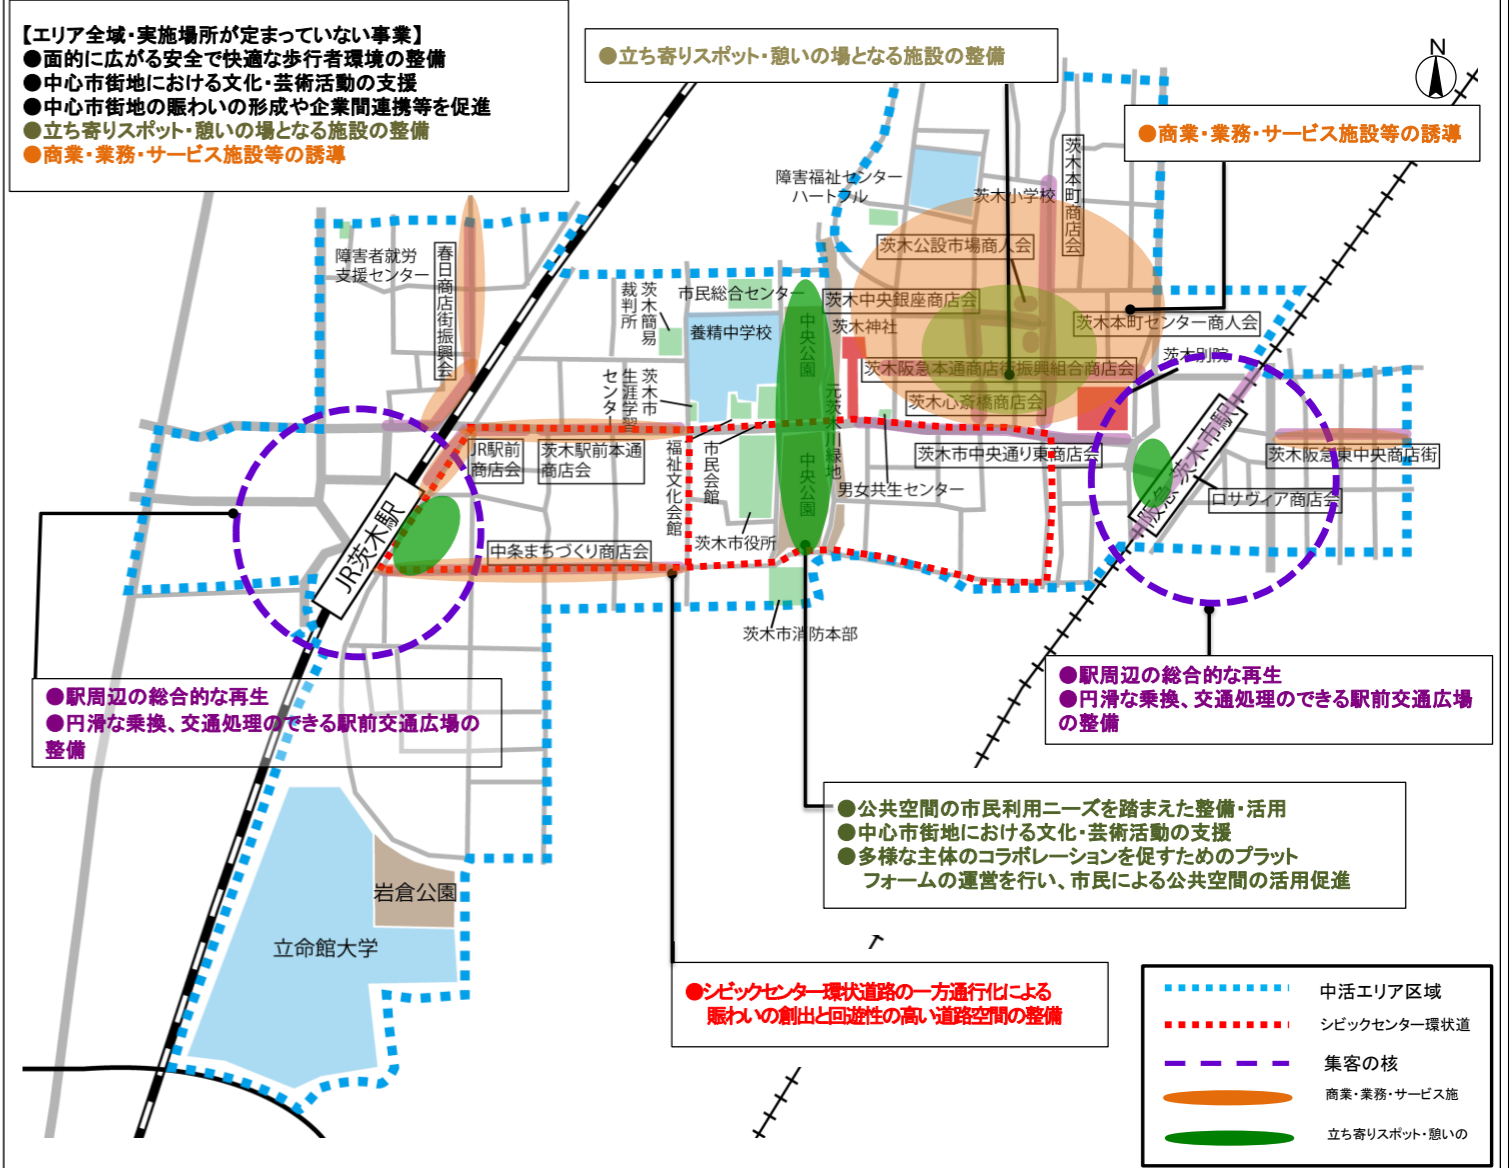 【エリア全域・実施場所が定まっていない事業】
●面的に広がる安全で快適な歩行者環境の整備
●中心市街地における文化・芸術活動の支援
●中心市街地の賑わいの形成や企業間連携等を促進
●立ち寄りスポット・憩いの場となる施設の整備
●商業・業務・サービス施設等の誘導
●立ち寄りスポット・憩いの場となる施設の整備
N
●商業・業務・サービス施設等の誘導
障害福祉センター
ハートフル
茨木小学校
茨木本町商店会
茨木公設市場商人会
障害者就労
支援センター
春日商店街振興会
茨木簡易
裁判所
市民総合センター
養精中学校
中央公園
茨木中央銀座商店会
茨木神社
茨木本町センター商人会
茨木別院
茨木阪急本通商店街振興組合商店会
茨木心斎橋商店会
茨木市
生涯学習
センター
元茨木川緑地
JR駅前
商店会
茨木駅前本通
商店会
福祉文化会館
市民会館
中央公園
茨木市中央通り東商店会
男女共生センター
阪急 茨木市駅
茨木阪急東中央商店街
ロサヴィア商店会
JR茨木駅
中条まちづくり商店会
茨木市役所
茨木市消防本部
●駅周辺の総合的な再生
●円滑な乗換、交通処理のできる駅前交通広場の
整備
●駅周辺の総合的な再生
●円滑な乗換、交通処理のできる駅前交通広場
の整備
●公共空間の市民利用ニーズを踏まえた整備・活用
●中心市街地における文化・芸術活動の支援
●多様な主体のコラボレーションを促すためのプラット
フォームの運営を行い、市民による公共空間の活用促進
岩倉公園
立命館大学
●シビックセンター環状道路の一方通行化による
賑わいの創出と回遊性の高い道路空間の整備
中活エリア区域
シビックセンター環状道
集客の核
商業・業務・サービス施
立ち寄りスポット・憩いの